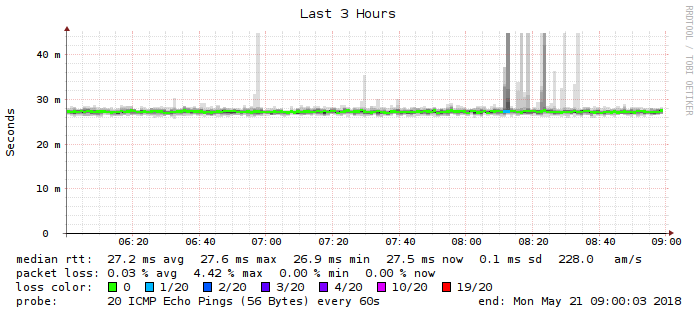 Last 3 Hours
RRDTOOL / TOBI OETIKER
Seconds
40 m
30 m
20 m
10 m
0
06:20 06:40 07:00 07:20 07:40 08:00 08:20 08:40 09:00
median rtt: 27.2 ms avg 27.6 ms max 26.9 ms min 27.5 ms now 0.1 ms sd 228.0 am/s
packet loss: 0.03 % avg 4.42 % max 0.00 % min 0.00 % now
loss color: 0 1/20 2/20 3/20 4/20 10/20 19/20
probe: 20 ICMP Echo Pings (56 Bytes) every 60s end: Mon May 21 09:00:03 2018